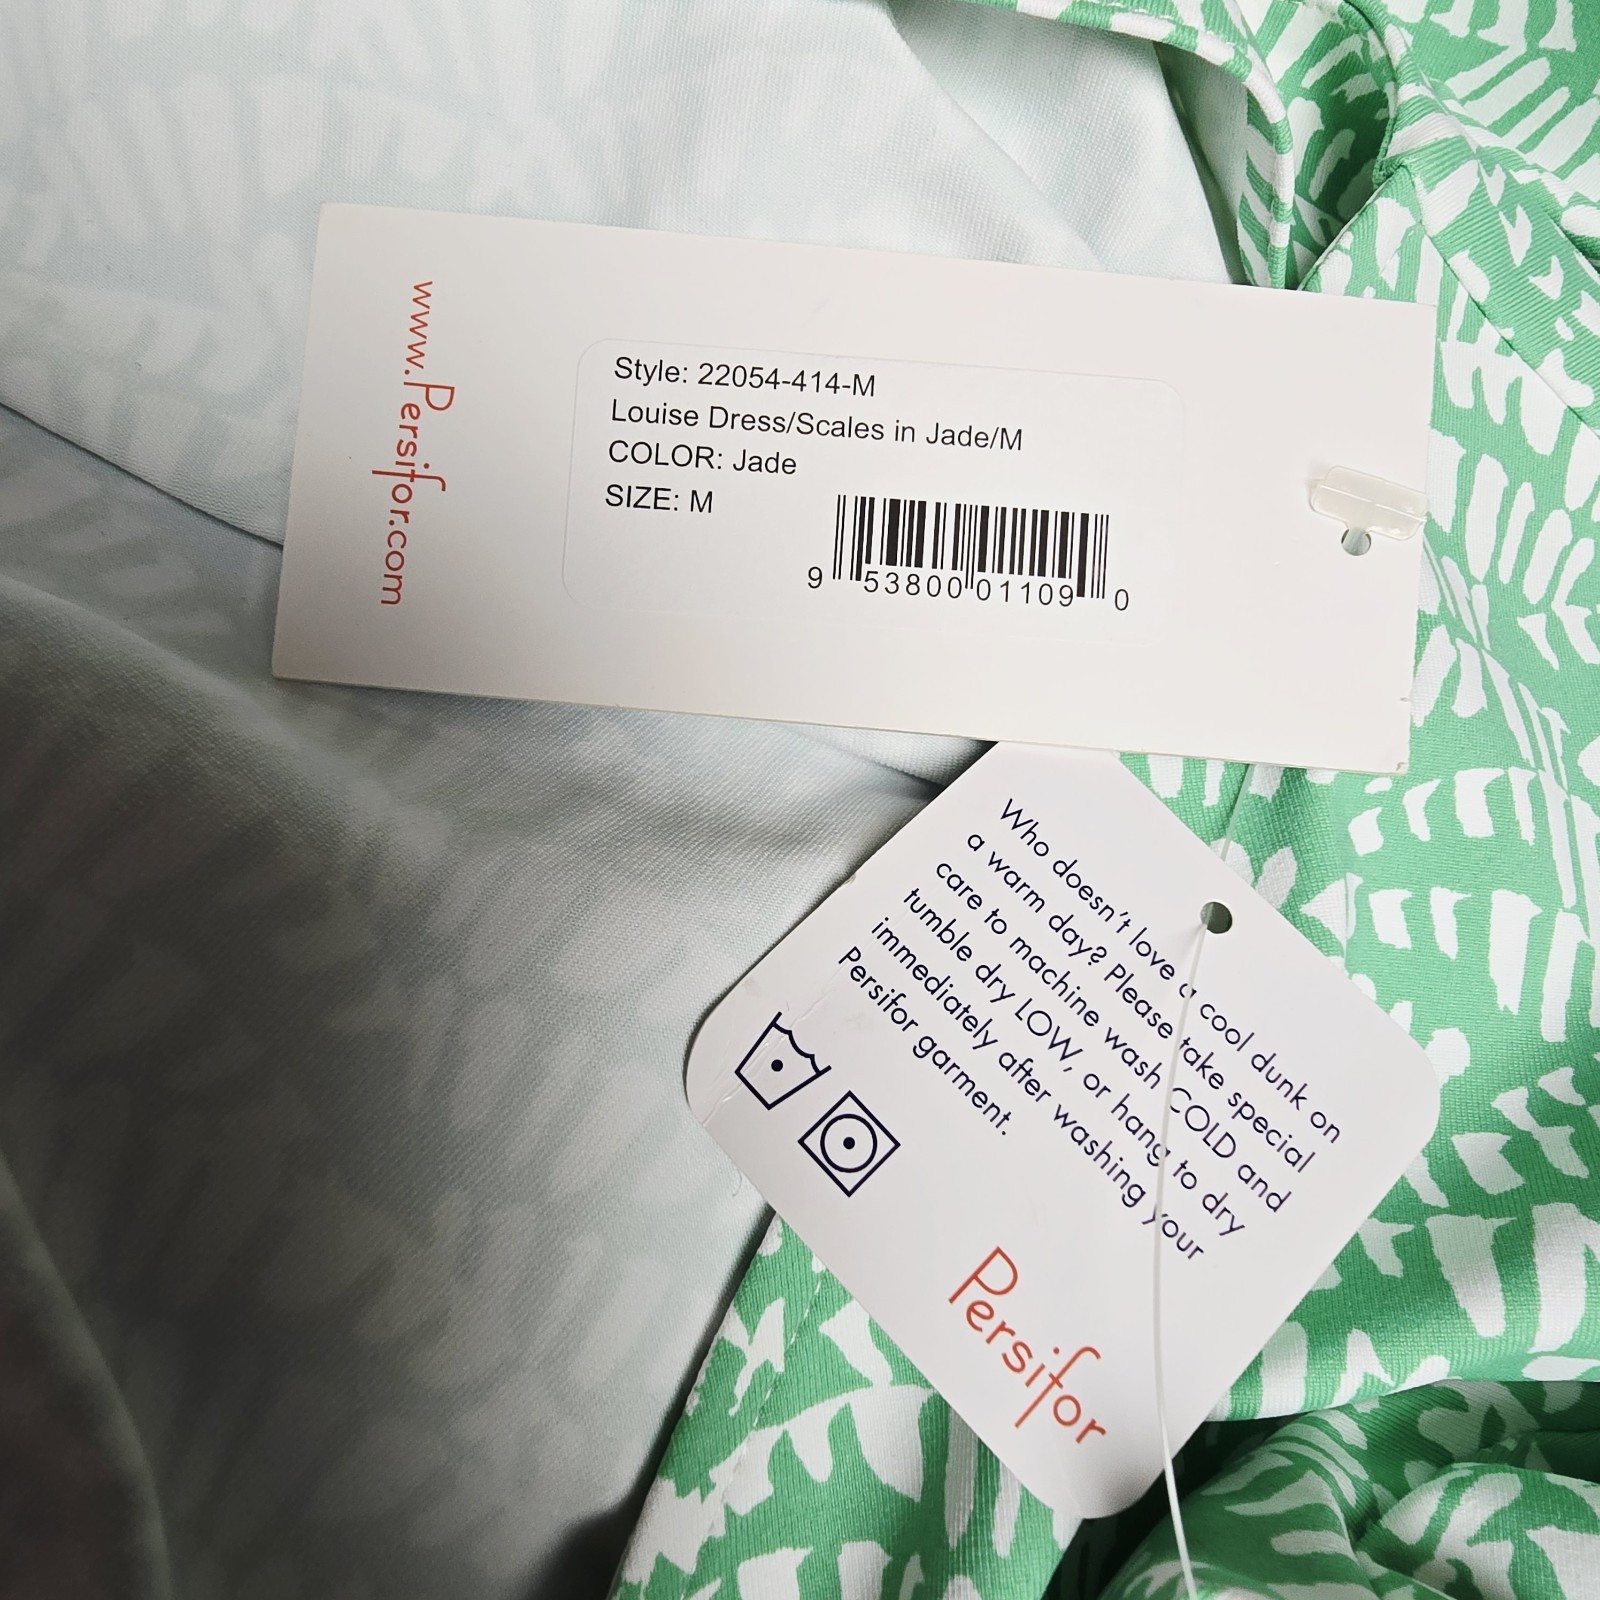 www.Persifor.com
Style: 22054-414-M
Louise Dress/Scales in Jade/M
COLOR: Jade
SIZE: M
9 53800 01109 0
Who doesn't love a cool dunk on
a warm day? Please take special
care to machine wash COLD and
tumble dry LOW, or hang to dry
immediately after washing your
Persifor garment.
Persifor